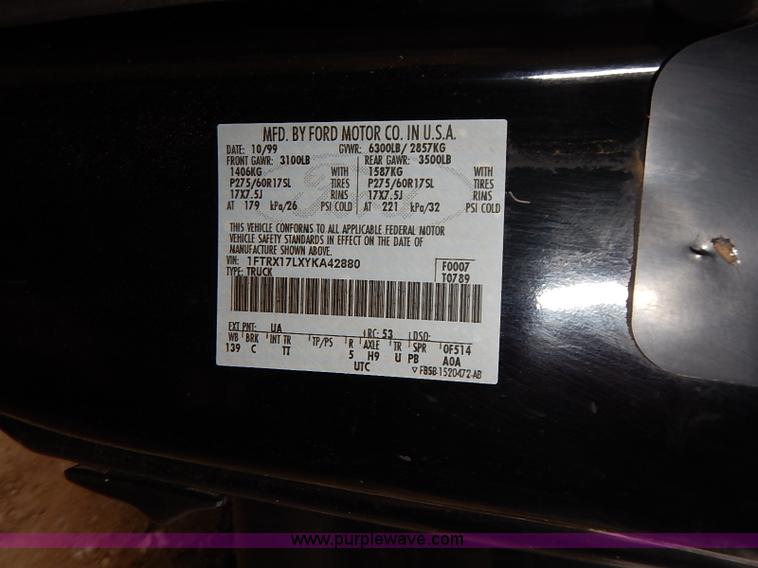 MFD. BY FORD MOTOR CO. IN U.S.A.
DATE: 10/99 GVWR: 6300LB/ 2857KG
FRONT GAWR: 3100LB REAR GAWR: 3500LB
1406KG WITH 1587KG WITH
P275/60R17SL TIRES P275/60R17SL TIRES
17X7.5J RIMS 17X7.5J RIMS
AT 179 kPa/26 PSI COLD AT 221 kPa/32 PSI COLD
THIS VEHICLE CONFORMS TO ALL APPLICABLE FEDERAL MOTOR
VEHICLE SAFETY STANDARDS IN EFFECT ON THE DATE OF
MANUFACTURE SHOWN ABOVE.
VIN: 1FTRX17LXYKA42880 F0007
TYPE: TRUCK T0789
EXT PNT: UA RC: 53 DSO:
WB BRK INT TR TP/PS R AXLE TR SPR 0F514
139 C TT 5 H9 U PB A0A
UTC F85B-1520472-AB
www.purplewave.com